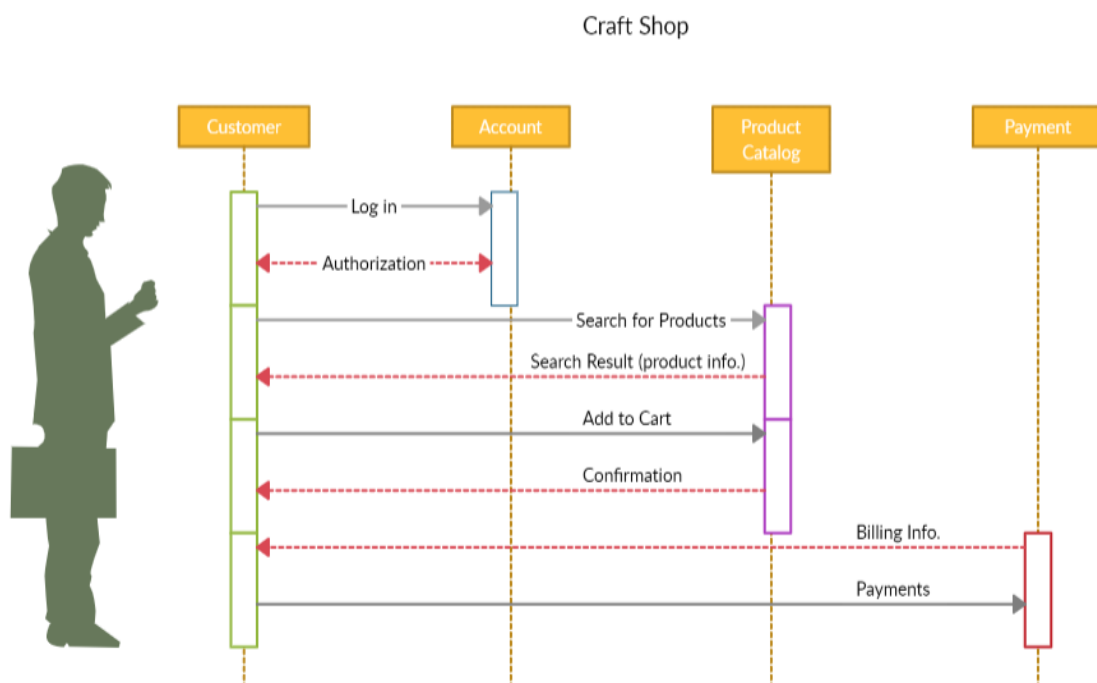 Craft Shop
Customer
Account
Product
Catalog
Payment
Log in
Authorization
Search for Products
Search Result (product info.)
Add to Cart
Confirmation
Billing Info.
Payments